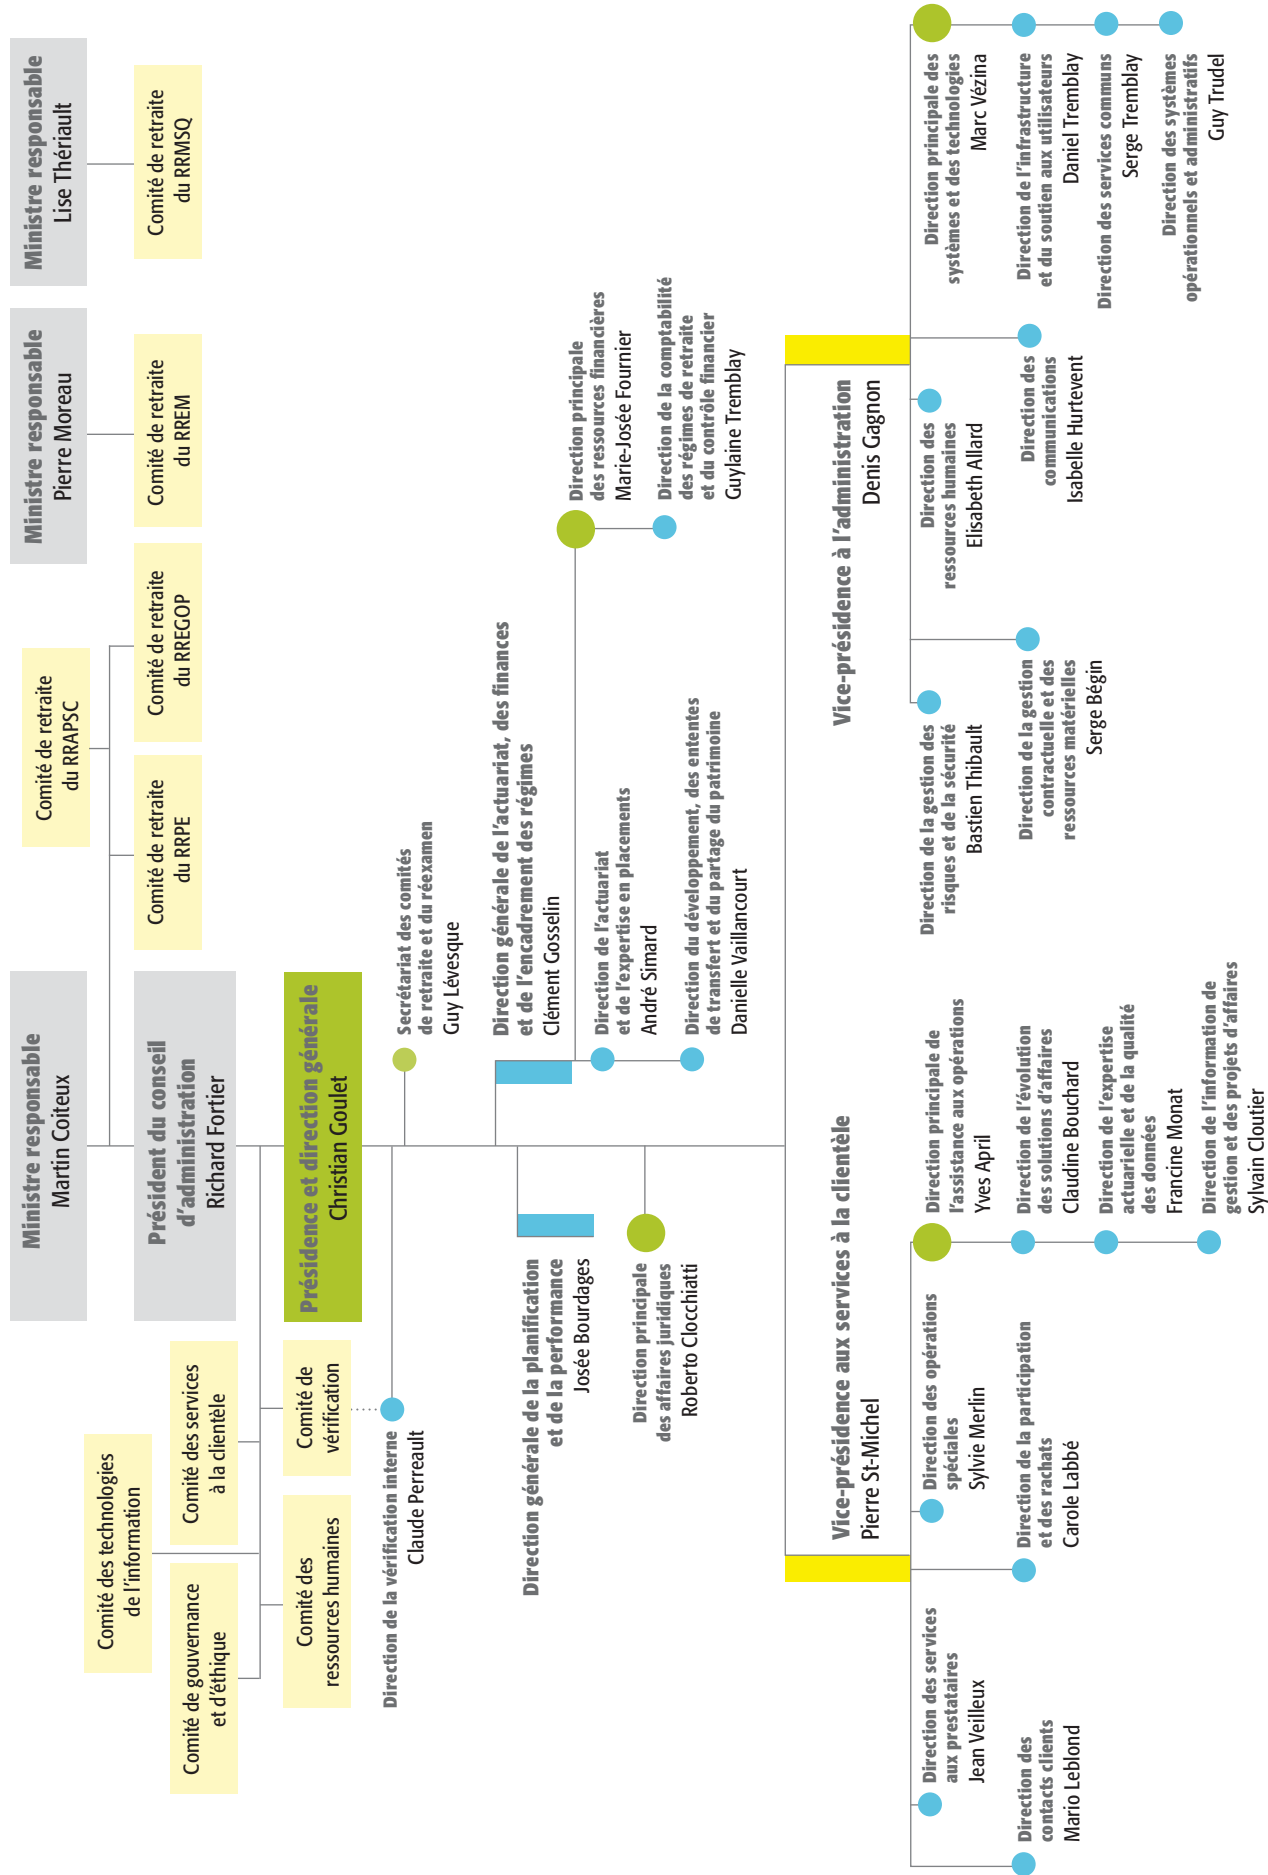 Ministre responsable
Martin Coiteux
Ministre responsable
Pierre Moreau
Ministre responsable
Lise Thériault
Comité de retraite
du RRAPSC
Comité de retraite
du RRPE
Comité de retraite
du RREGOP
Comité de retraite
du RREM
Comité de retraite
du RRMSQ
Président du conseil
d'administration
Richard Fortier
Comité des technologies
de l'information
Comité de gouvernance
et d'éthique
Comité des services
à la clientèle
Comité des
ressources humaines
Comité de
vérification
Présidence et direction générale
Christian Goulet
Direction de la vérification interne
Claude Perreault
Secrétariat des comités
de retraite et du réexamen
Guy Lévesque
Direction générale de la planification
et de la performance
Josée Bourdages
Direction générale de l'actuariat, des finances
et de l'encadrement des régimes
Clément Gosselin
Direction principale
des ressources financières
Marie-Josée Fournier
Direction de l'actuariat
et de l'expertise en placements
André Simard
Direction de la comptabilité
des régimes de retraite
et du contrôle financier
Guylaine Tremblay
Direction principale
des affaires juridiques
Roberto Clocchiatti
Direction du développement, des ententes
de transfert et du partage du patrimoine
Danielle Vaillancourt
Vice-présidence aux services à la clientèle
Pierre St-Michel
Vice-présidence à l'administration
Denis Gagnon
Direction des services
aux prestataires
Jean Veilleux
Direction des opérations
spéciales
Sylvie Merlin
Direction principale de
l'assistance aux opérations
Yves April
Direction des
contacts clients
Mario Leblond
Direction de la participation
et des rachats
Carole Labbé
Direction de l'évolution
des solutions d'affaires
Claudine Bouchard
Direction de l'expertise
actuarielle et de la qualité
des données
Francine Monat
Direction de l'information de
gestion et des projets d'affaires
Sylvain Cloutier
Direction de la gestion des
risques et de la sécurité
Bastien Thibault
Direction des
ressources humaines
Elisabeth Allard
Direction principale des
systèmes et des technologies
Marc Vézina
Direction de la gestion
contractuelle et des
ressources matérielles
Serge Bégin
Direction des
communications
Isabelle Hurtevent
Direction de l'infrastructure
et du soutien aux utilisateurs
Daniel Tremblay
Direction des services communs
Serge Tremblay
Direction des systèmes
opérationnels et administratifs
Guy Trudel